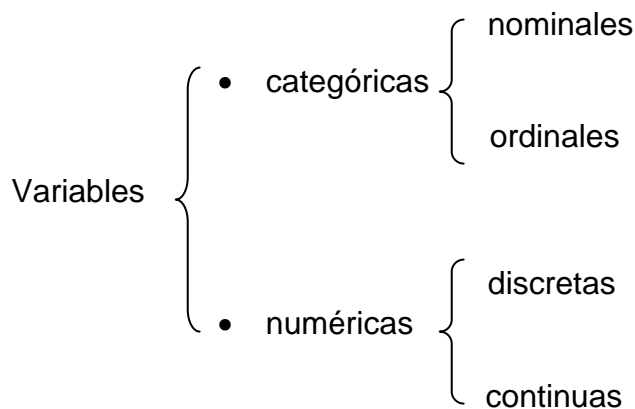 nominales
• categóricas
ordinales
Variables
discretas
• numéricas
continuas